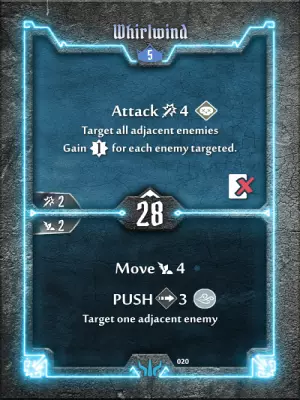 Whirlwind
5
Attack 4
Target all adjacent enemies
Gain 1 for each enemy targeted.
2
28
2
Move 4
PUSH 3
Target one adjacent enemy
020